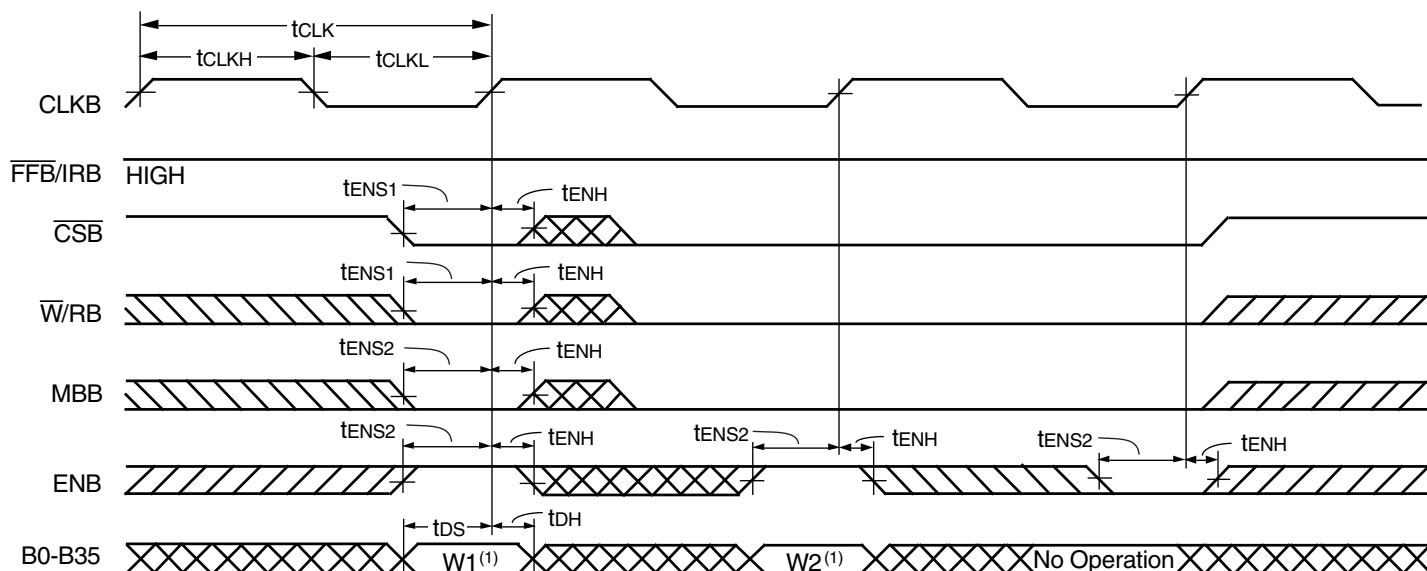 tCLK
tCLKH
tCLKL
CLKB
FFB/IRB
HIGH
tENS1
tENH
CSB
tENS1
tENH
W/RB
tENS2
tENH
MBB
tENS2
tENH
tENS2
tENH
tENS2
tENH
ENB
tDS
tDH
B0-B35
W1(1)
W2(1)
No Operation